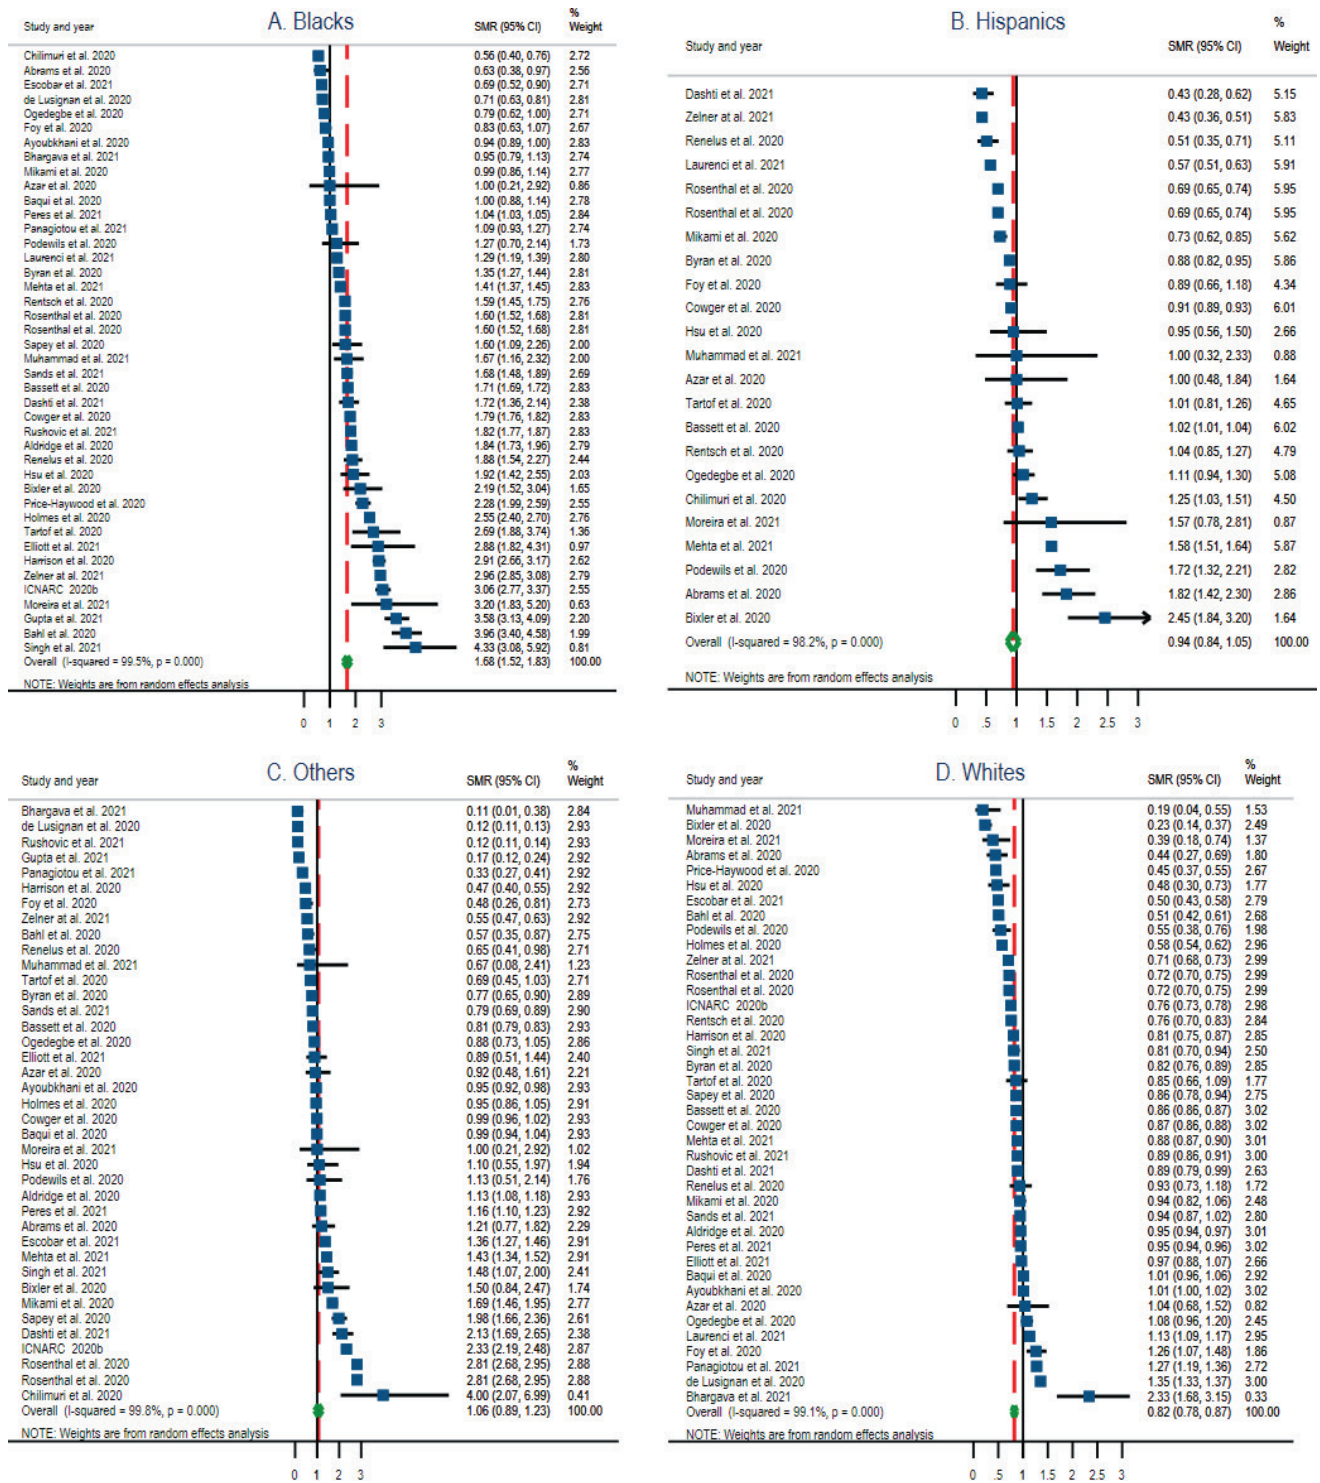 A. Blacks
Study and year SMR (95% CI) % Weight
Chilimuri et al. 2020 0.56 (0.40, 0.76) 2.72
Abrams et al. 2020 0.63 (0.38, 0.97) 2.56
Escobar et al. 2021 0.69 (0.52, 0.90) 2.71
de Lusignan et al. 2020 0.71 (0.63, 0.81) 2.81
Ogedegbe et al. 2020 0.79 (0.62, 1.00) 2.71
Foy et al. 2020 0.83 (0.63, 1.07) 2.67
Ayoubkhani et al. 2020 0.94 (0.89, 1.00) 2.83
Bhargava et al. 2021 0.95 (0.79, 1.13) 2.74
Mikami et al. 2020 0.99 (0.86, 1.14) 2.77
Azar et al. 2020 1.00 (0.21, 2.92) 0.86
Baqui et al. 2020 1.00 (0.88, 1.14) 2.78
Peres et al. 2021 1.04 (1.03, 1.05) 2.84
Panagiotou et al. 2021 1.09 (0.93, 1.27) 2.74
Podewils et al. 2020 1.27 (0.70, 2.14) 1.73
Laurenci et al. 2021 1.29 (1.19, 1.39) 2.80
Byran et al. 2020 1.35 (1.27, 1.44) 2.81
Mehta et al. 2021 1.41 (1.37, 1.45) 2.83
Rentsch et al. 2020 1.59 (1.45, 1.75) 2.76
Rosenthal et al. 2020 1.60 (1.52, 1.68) 2.81
Rosenthal et al. 2020 1.60 (1.52, 1.68) 2.81
Sapey et al. 2020 1.60 (1.09, 2.26) 2.00
Muhammad et al. 2021 1.67 (1.16, 2.32) 2.00
Sands et al. 2021 1.68 (1.48, 1.89) 2.69
Bassett et al. 2020 1.71 (1.69, 1.72) 2.83
Dashti et al. 2021 1.72 (1.36, 2.14) 2.38
Cowger et al. 2020 1.79 (1.76, 1.82) 2.83
Rushovic et al. 2021 1.82 (1.77, 1.87) 2.83
Aldridge et al. 2020 1.84 (1.73, 1.96) 2.79
Renelus et al. 2020 1.88 (1.54, 2.27) 2.44
Hsu et al. 2020 1.92 (1.42, 2.55) 2.03
Bixler et al. 2020 2.19 (1.52, 3.04) 1.65
Price-Haywood et al. 2020 2.28 (1.99, 2.59) 2.55
Holmes et al. 2020 2.55 (2.40, 2.70) 2.76
Tartof et al. 2020 2.69 (1.88, 3.74) 1.36
Elliott et al. 2021 2.88 (1.82, 4.31) 0.97
Harrison et al. 2020 2.91 (2.66, 3.17) 2.62
Zelner at al. 2021 2.96 (2.85, 3.08) 2.79
ICNARC 2020b 3.06 (2.77, 3.37) 2.55
Moreira et al. 2021 3.20 (1.83, 5.20) 0.63
Gupta et al. 2021 3.58 (3.13, 4.09) 2.20
Bahl et al. 2020 3.96 (3.40, 4.58) 1.99
Singh et al. 2021 4.33 (3.08, 5.92) 0.81
Overall (I-squared = 99.5%, p = 0.000) 1.68 (1.52, 1.83) 100.00
NOTE: Weights are from random effects analysis
0 1 2 3
B. Hispanics
Study and year SMR (95% CI) % Weight
Dashti et al. 2021 0.43 (0.28, 0.62) 5.15
Zelner at al. 2021 0.43 (0.36, 0.51) 5.83
Renelus et al. 2020 0.51 (0.35, 0.71) 5.11
Laurenci et al. 2021 0.57 (0.51, 0.63) 5.91
Rosenthal et al. 2020 0.69 (0.65, 0.74) 5.95
Rosenthal et al. 2020 0.69 (0.65, 0.74) 5.95
Mikami et al. 2020 0.73 (0.62, 0.85) 5.62
Byran et al. 2020 0.88 (0.82, 0.95) 5.86
Foy et al. 2020 0.89 (0.66, 1.18) 4.34
Cowger et al. 2020 0.91 (0.89, 0.93) 6.01
Hsu et al. 2020 0.95 (0.56, 1.50) 2.66
Muhammad et al. 2021 1.00 (0.32, 2.33) 0.88
Azar et al. 2020 1.00 (0.48, 1.84) 1.64
Tartof et al. 2020 1.01 (0.81, 1.26) 4.65
Bassett et al. 2020 1.02 (1.01, 1.04) 6.02
Rentsch et al. 2020 1.04 (0.85, 1.27) 4.79
Ogedegbe et al. 2020 1.11 (0.94, 1.30) 5.08
Chilimuri et al. 2020 1.25 (1.03, 1.51) 4.50
Moreira et al. 2021 1.57 (0.78, 2.81) 0.87
Mehta et al. 2021 1.58 (1.51, 1.64) 5.87
Podewils et al. 2020 1.72 (1.32, 2.21) 2.82
Abrams et al. 2020 1.82 (1.42, 2.30) 2.86
Bixler et al. 2020 2.45 (1.84, 3.20) 1.64
Overall (I-squared = 98.2%, p = 0.000) 0.94 (0.84, 1.05) 100.00
NOTE: Weights are from random effects analysis
0 .5 1 1.5 2 2.5 3
C. Others
Study and year SMR (95% CI) % Weight
Bhargava et al. 2021 0.11 (0.01, 0.38) 2.84
de Lusignan et al. 2020 0.12 (0.11, 0.13) 2.93
Rushovic et al. 2021 0.12 (0.11, 0.14) 2.93
Gupta et al. 2021 0.17 (0.12, 0.24) 2.92
Panagiotou et al. 2021 0.33 (0.27, 0.41) 2.92
Harrison et al. 2020 0.47 (0.40, 0.55) 2.92
Foy et al. 2020 0.48 (0.26, 0.81) 2.73
Zelner at al. 2021 0.55 (0.47, 0.63) 2.92
Bahl et al. 2020 0.57 (0.35, 0.87) 2.75
Renelus et al. 2020 0.65 (0.41, 0.98) 2.71
Muhammad et al. 2021 0.67 (0.08, 2.41) 1.23
Tartof et al. 2020 0.69 (0.45, 1.03) 2.71
Byran et al. 2020 0.77 (0.65, 0.90) 2.89
Sands et al. 2021 0.79 (0.69, 0.89) 2.90
Bassett et al. 2020 0.81 (0.79, 0.83) 2.93
Ogedegbe et al. 2020 0.88 (0.73, 1.05) 2.86
Elliott et al. 2021 0.89 (0.51, 1.44) 2.40
Azar et al. 2020 0.92 (0.48, 1.61) 2.21
Ayoubkhani et al. 2020 0.95 (0.92, 0.98) 2.93
Holmes et al. 2020 0.95 (0.86, 1.05) 2.91
Cowger et al. 2020 0.99 (0.96, 1.02) 2.93
Baqui et al. 2020 0.99 (0.94, 1.04) 2.93
Moreira et al. 2021 1.00 (0.21, 2.92) 1.02
Hsu et al. 2020 1.10 (0.55, 1.97) 1.94
Podewils et al. 2020 1.13 (0.51, 2.14) 1.76
Aldridge et al. 2020 1.13 (1.08, 1.18) 2.93
Peres et al. 2021 1.16 (1.10, 1.23) 2.92
Abrams et al. 2020 1.21 (0.77, 1.82) 2.29
Escobar et al. 2021 1.36 (1.27, 1.46) 2.91
Mehta et al. 2021 1.43 (1.34, 1.52) 2.91
Singh et al. 2021 1.48 (1.07, 2.00) 2.41
Bixler et al. 2020 1.50 (0.84, 2.47) 1.74
Mikami et al. 2020 1.69 (1.46, 1.95) 2.77
Sapey et al. 2020 1.98 (1.66, 2.36) 2.61
Dashti et al. 2021 2.13 (1.69, 2.65) 2.38
ICNARC 2020b 2.33 (2.19, 2.48) 2.87
Rosenthal et al. 2020 2.81 (2.68, 2.95) 2.88
Rosenthal et al. 2020 2.81 (2.68, 2.95) 2.88
Chilimuri et al. 2020 4.00 (2.07, 6.99) 0.41
Overall (I-squared = 99.8%, p = 0.000) 1.06 (0.89, 1.23) 100.00
NOTE: Weights are from random effects analysis
0 1 2 3
D. Whites
Study and year SMR (95% CI) % Weight
Muhammad et al. 2021 0.19 (0.04, 0.55) 1.53
Bixler et al. 2020 0.23 (0.14, 0.37) 2.49
Moreira et al. 2021 0.39 (0.18, 0.74) 1.37
Abrams et al. 2020 0.44 (0.27, 0.69) 1.80
Price-Haywood et al. 2020 0.45 (0.37, 0.55) 2.67
Hsu et al. 2020 0.48 (0.30, 0.73) 1.77
Escobar et al. 2021 0.50 (0.43, 0.58) 2.79
Bahl et al. 2020 0.51 (0.42, 0.61) 2.68
Podewils et al. 2020 0.55 (0.38, 0.76) 1.98
Holmes et al. 2020 0.58 (0.54, 0.62) 2.96
Zelner at al. 2021 0.71 (0.68, 0.73) 2.99
Rosenthal et al. 2020 0.72 (0.70, 0.75) 2.99
Rosenthal et al. 2020 0.72 (0.70, 0.75) 2.99
ICNARC 2020b 0.76 (0.73, 0.78) 2.98
Rentsch et al. 2020 0.76 (0.70, 0.83) 2.84
Harrison et al. 2020 0.81 (0.75, 0.87) 2.85
Singh et al. 2021 0.81 (0.70, 0.94) 2.50
Byran et al. 2020 0.82 (0.76, 0.89) 2.85
Tartof et al. 2020 0.85 (0.66, 1.09) 1.77
Sapey et al. 2020 0.86 (0.78, 0.94) 2.75
Bassett et al. 2020 0.86 (0.86, 0.87) 3.02
Cowger et al. 2020 0.87 (0.86, 0.88) 3.02
Mehta et al. 2021 0.88 (0.87, 0.90) 3.01
Rushovic et al. 2021 0.89 (0.86, 0.91) 3.00
Dashti et al. 2021 0.89 (0.79, 0.99) 2.63
Renelus et al. 2020 0.93 (0.73, 1.18) 1.72
Mikami et al. 2020 0.94 (0.82, 1.06) 2.48
Sands et al. 2021 0.94 (0.87, 1.02) 2.80
Aldridge et al. 2020 0.95 (0.94, 0.97) 3.01
Peres et al. 2021 0.95 (0.94, 0.96) 3.02
Elliott et al. 2021 0.97 (0.88, 1.07) 2.66
Baqui et al. 2020 1.01 (0.96, 1.06) 2.92
Ayoubkhani et al. 2020 1.01 (1.00, 1.02) 3.02
Azar et al. 2020 1.04 (0.68, 1.52) 0.82
Ogedegbe et al. 2020 1.08 (0.96, 1.20) 2.45
Laurenci et al. 2021 1.13 (1.09, 1.17) 2.95
Foy et al. 2020 1.26 (1.07, 1.48) 1.86
Panagiotou et al. 2021 1.27 (1.19, 1.36) 2.72
de Lusignan et al. 2020 1.35 (1.33, 1.37) 3.00
Bhargava et al. 2021 2.33 (1.68, 3.15) 0.33
Overall (I-squared = 99.1%, p = 0.000) 0.82 (0.78, 0.87) 100.00
NOTE: Weights are from random effects analysis
0 .5 1 1.5 2 2.5 3